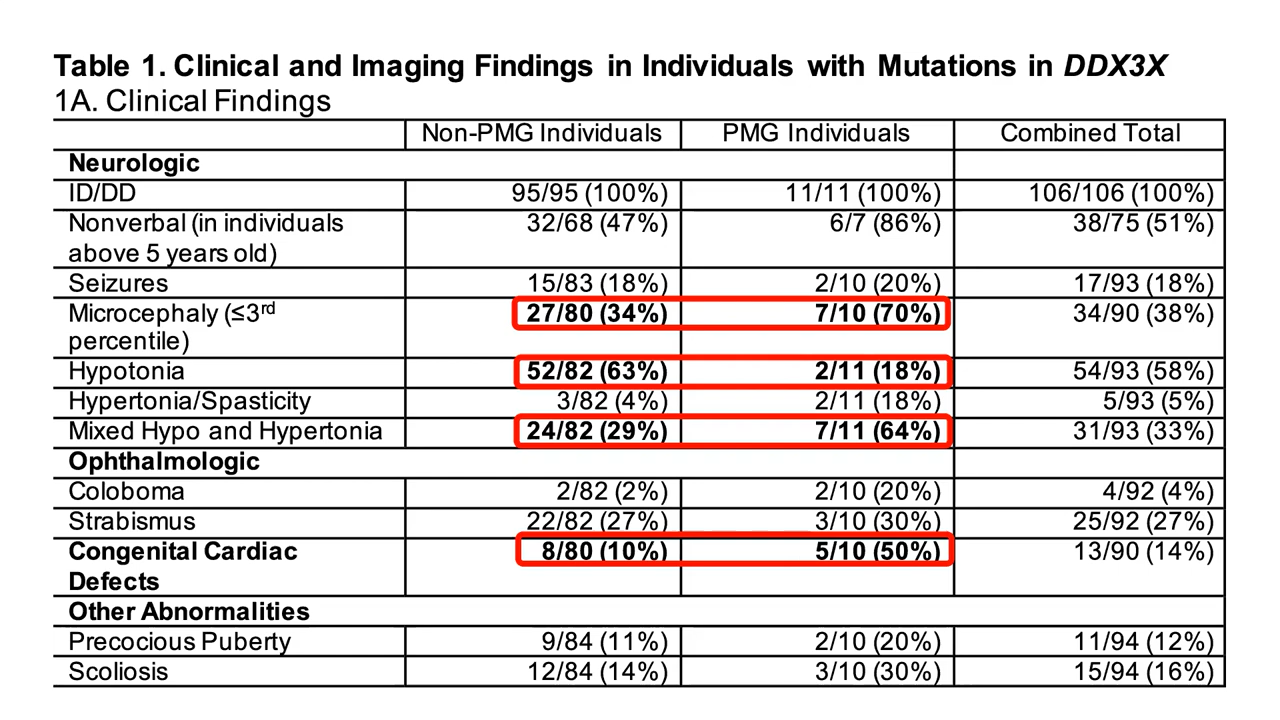 Table 1. Clinical and Imaging Findings in Individuals with Mutations in DDX3X
1A. Clinical Findings
Non-PMG Individuals PMG Individuals Combined Total
Neurologic
ID/DD 95/95 (100%) 11/11 (100%) 106/106 (100%)
Nonverbal (in individuals 32/68 (47%) 6/7 (86%) 38/75 (51%)
above 5 years old)
Seizures 15/83 (18%) 2/10 (20%) 17/93 (18%)
Microcephaly (≤3rd 27/80 (34%) 7/10 (70%) 34/90 (38%)
percentile)
Hypotonia 52/82 (63%) 2/11 (18%) 54/93 (58%)
Hypertonia/Spasticity 3/82 (4%) 2/11 (18%) 5/93 (5%)
Mixed Hypo and Hypertonia 24/82 (29%) 7/11 (64%) 31/93 (33%)
Ophthalmologic
Coloboma 2/82 (2%) 2/10 (20%) 4/92 (4%)
Strabismus 22/82 (27%) 3/10 (30%) 25/92 (27%)
Congenital Cardiac 8/80 (10%) 5/10 (50%) 13/90 (14%)
Defects
Other Abnormalities
Precocious Puberty 9/84 (11%) 2/10 (20%) 11/94 (12%)
Scoliosis 12/84 (14%) 3/10 (30%) 15/94 (16%)